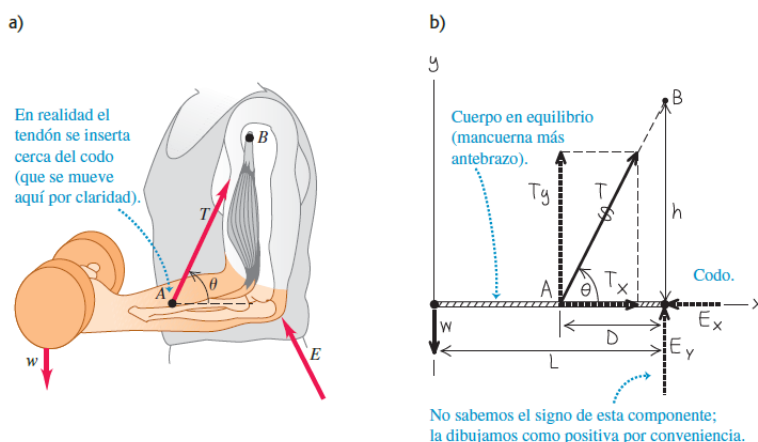 a)
En realidad el
tendón se inserta
cerca del codo
(que se mueve
aquí por claridad).
B
T
A
θ
w
E
b)
y
B
Cuerpo en equilibrio
(mancuerna más
antebrazo).
Ty
T
h
A
θ
Tx
Codo.
x
w
D
Ex
L
Ey
No sabemos el signo de esta componente;
la dibujamos como positiva por conveniencia.